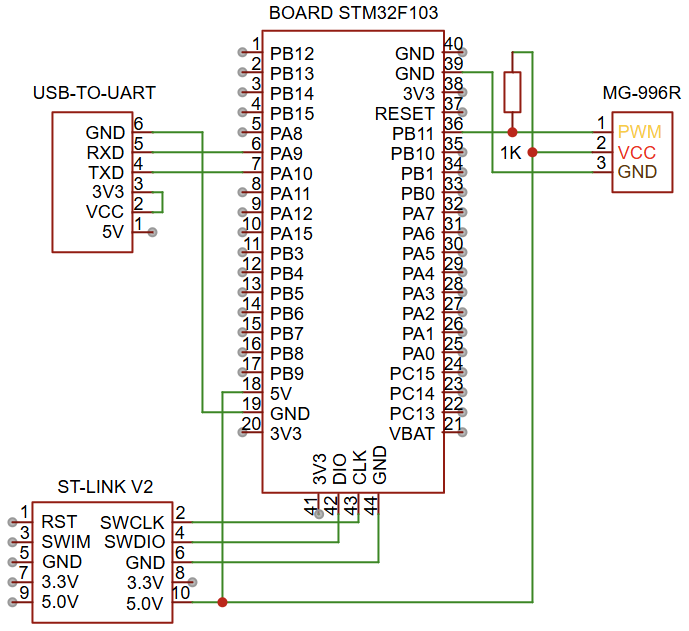 BOARD STM32F103
1 PB12 GND 40
2 PB13 GND 39
3 PB14 3V3 38
4 PB15 RESET 37
5 PA8 PB11 36
6 PA9 PB10 35
7 PA10 PB1 34
8 PA11 PB0 33
9 PA12 PA7 32
10 PA15 PA6 31
11 PB3 PA5 30
12 PB4 PA4 29
13 PB5 PA3 28
14 PB6 PA2 27
15 PB7 PA1 26
16 PB8 PA0 25
17 PB9 PC15 24
18 5V PC14 23
19 GND PC13 22
20 3V3 VBAT 21
3V3 41
DIO 42
CLK 43
GND 44
USB-TO-UART
GND 6
RXD 5
TXD 4
3V3 3
VCC 2
5V 1
1K
MG-996R
1 PWM
2 VCC
3 GND
ST-LINK V2
1 RST SWCLK 2
3 SWIM SWDIO 4
5 GND GND 6
7 3.3V 3.3V 8
9 5.0V 5.0V 10